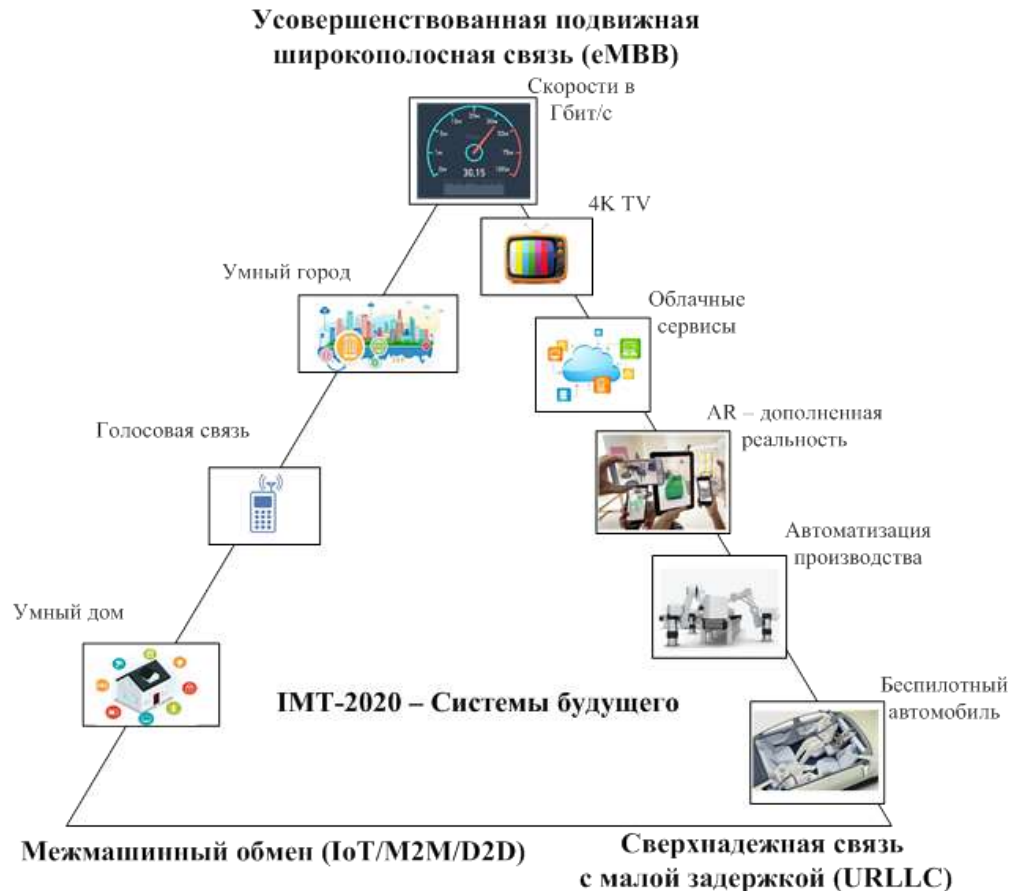 Усовершенствованная подвижная
широкополосная связь (eMBB)
Скорости в
Гбит/с
30.15
4K TV
Умный город
Облачные
сервисы
Голосовая связь
AR – дополненная
реальность
Автоматизация
производства
Умный дом
IMT-2020 – Системы будущего
Беспилотный
автомобиль
Межмашинный обмен (IoT/M2M/D2D)
Сверхнадежная связь
с малой задержкой (URLLC)